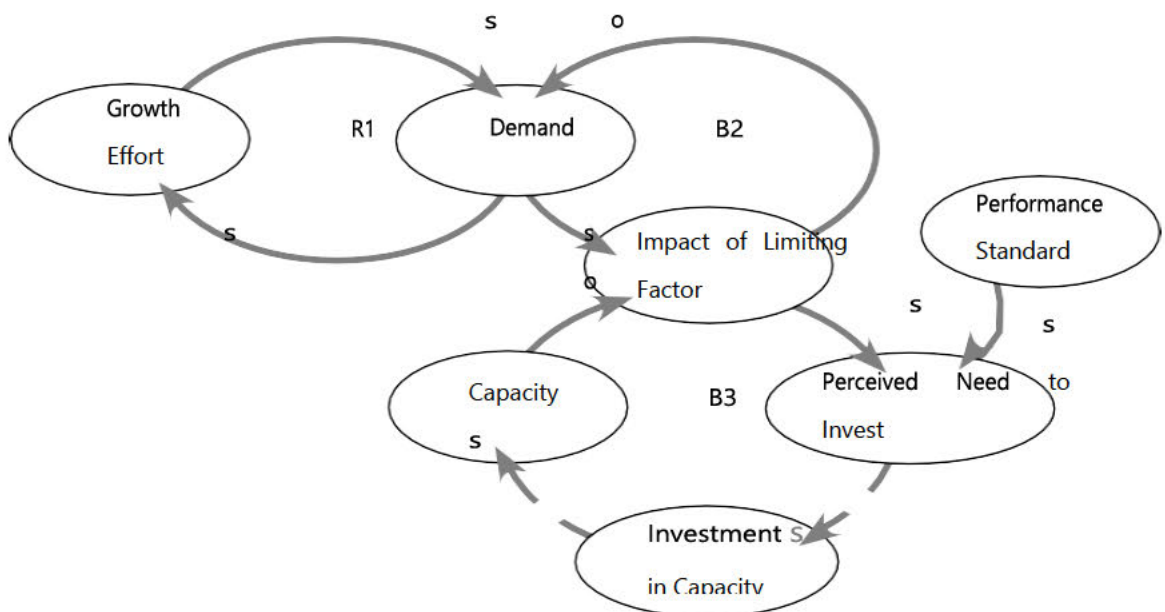 s
o
Growth
Effort
R1
Demand
B2
s
s
Impact of Limiting
Factor
o
Performance
Standard
s
s
Capacity
s
B3
Perceived Need to
Invest
Investment s
in Capacity